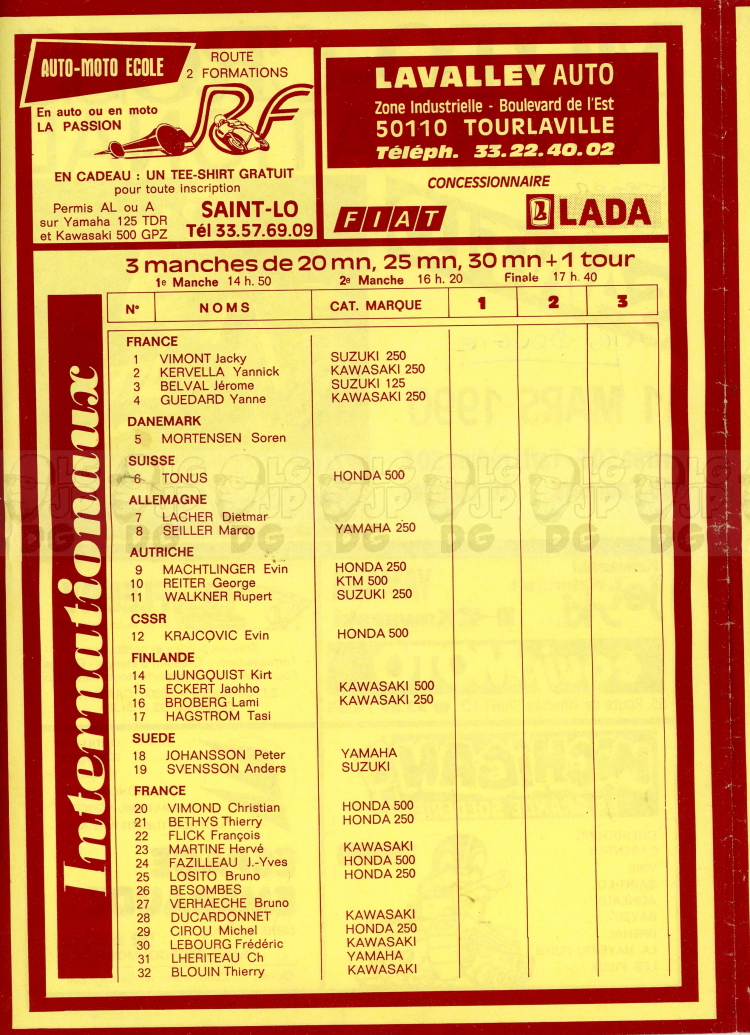 AUTO-MOTO ECOLE
ROUTE
2 FORMATIONS
En auto ou en moto
LA PASSION
JRF
EN CADEAU : UN TEE-SHIRT GRATUIT
pour toute inscription
Permis AL ou A
sur Yamaha 125 TDR
et Kawasaki 500 GPZ
SAINT-LO
Tél 33.57.69.09
LAVALLEY AUTO
Zone Industrielle - Boulevard de l'Est
50110 TOURLAVILLE
Téléph. 33.22.40.02
CONCESSIONNAIRE
FIAT
LADA
3 manches de 20 mn, 25 mn, 30 mn + 1 tour
1e Manche 14 h. 50 2e Manche 16 h. 20 Finale 17 h. 40
Internationaux
N° NOMS CAT. MARQUE 1 2 3
FRANCE
1 VIMONT Jacky SUZUKI 250
2 KERVELLA Yannick KAWASAKI 250
3 BELVAL Jérome SUZUKI 125
4 GUEDARD Yanne KAWASAKI 250
DANEMARK
5 MORTENSEN Soren
SUISSE
6 TONUS HONDA 500
ALLEMAGNE
7 LACHER Dietmar
8 SEILLER Marco YAMAHA 250
AUTRICHE
9 MACHTLINGER Evin HONDA 250
10 REITER George KTM 500
11 WALKNER Rupert SUZUKI 250
CSSR
12 KRAJCOVIC Evin HONDA 500
FINLANDE
14 LJUNGQUIST Kirt
15 ECKERT Jaohho KAWASAKI 500
16 BROBERG Lami KAWASAKI 250
17 HAGSTROM Tasi
SUEDE
18 JOHANSSON Peter YAMAHA
19 SVENSSON Anders SUZUKI
FRANCE
20 VIMOND Christian HONDA 500
21 BETHYS Thierry HONDA 250
22 FLICK François
23 MARTINE Hervé KAWASAKI
24 FAZILLEAU J.-Yves HONDA 500
25 LOSITO Bruno HONDA 250
26 BESOMBES
27 VERHAECHE Bruno
28 DUCARDONNET KAWASAKI
29 CIROU Michel HONDA 250
30 LEBOURG Frédéric KAWASAKI
31 LHERITEAU Ch YAMAHA
32 BLOUIN Thierry KAWASAKI
LG JP DG